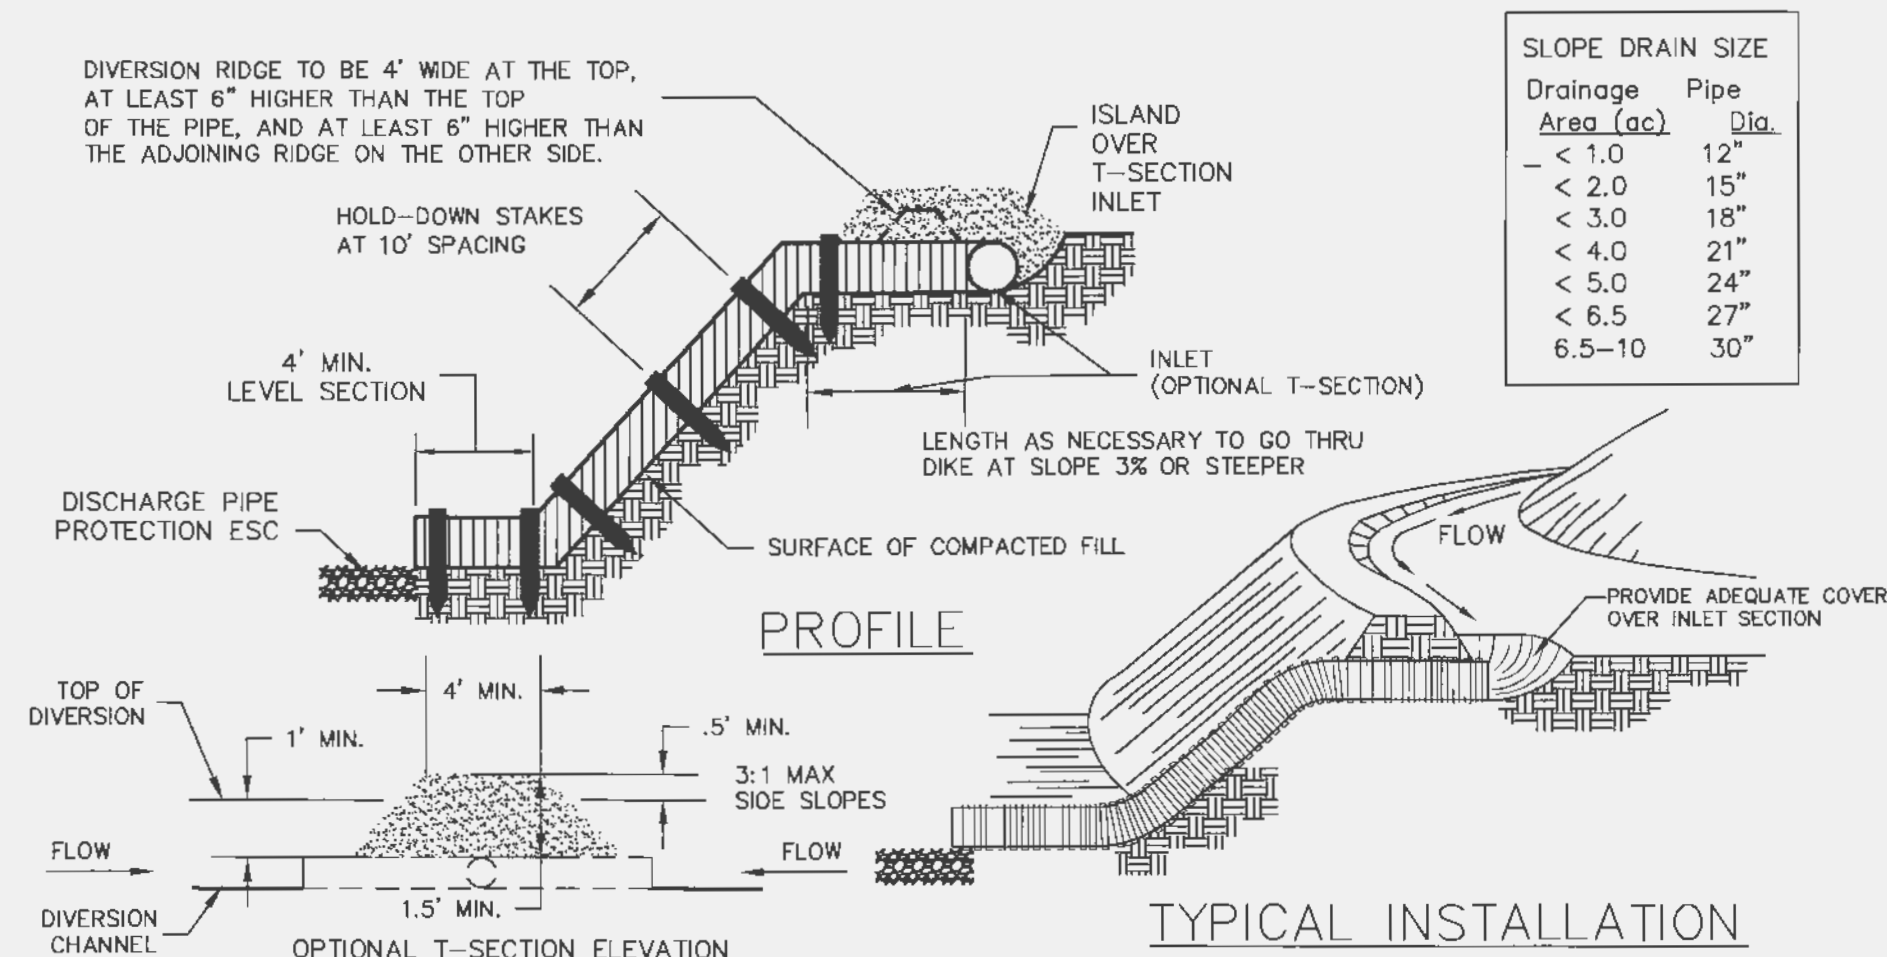 DIVERSION RIDGE TO BE 4' WIDE AT THE TOP,
AT LEAST 6" HIGHER THAN THE TOP
OF THE PIPE, AND AT LEAST 6" HIGHER THAN
THE ADJOINING RIDGE ON THE OTHER SIDE.
HOLD-DOWN STAKES
AT 10' SPACING
ISLAND
OVER
T-SECTION
INLET
4' MIN.
LEVEL SECTION
INLET
(OPTIONAL T-SECTION)
LENGTH AS NECESSARY TO GO THRU
DIKE AT SLOPE 3% OR STEEPER
DISCHARGE PIPE
PROTECTION ESC
SURFACE OF COMPACTED FILL
PROFILE
SLOPE DRAIN SIZE
Drainage Pipe
Area (ac) Dia.
_ < 1.0 12"
< 2.0 15"
< 3.0 18"
< 4.0 21"
< 5.0 24"
< 6.5 27"
6.5-10 30"
FLOW
PROVIDE ADEQUATE COVER
OVER INLET SECTION
TYPICAL INSTALLATION
TOP OF
DIVERSION
4' MIN.
1' MIN.
.5' MIN.
3:1 MAX
SIDE SLOPES
FLOW
FLOW
1.5' MIN.
DIVERSION
CHANNEL
OPTIONAL T-SECTION ELEVATION